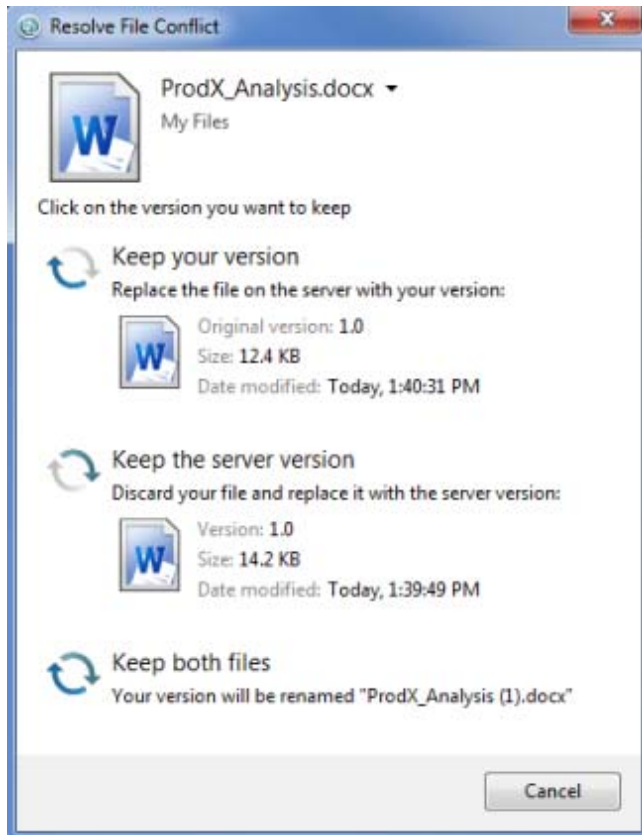 Resolve File Conflict
ProdX_Analysis.docx
My Files
Click on the version you want to keep
Keep your version
Replace the file on the server with your version:
Original version: 1.0
Size: 12.4 KB
Date modified: Today, 1:40:31 PM
Keep the server version
Discard your file and replace it with the server version:
Version: 1.0
Size: 14.2 KB
Date modified: Today, 1:39:49 PM
Keep both files
Your version will be renamed "ProdX_Analysis (1).docx"
Cancel